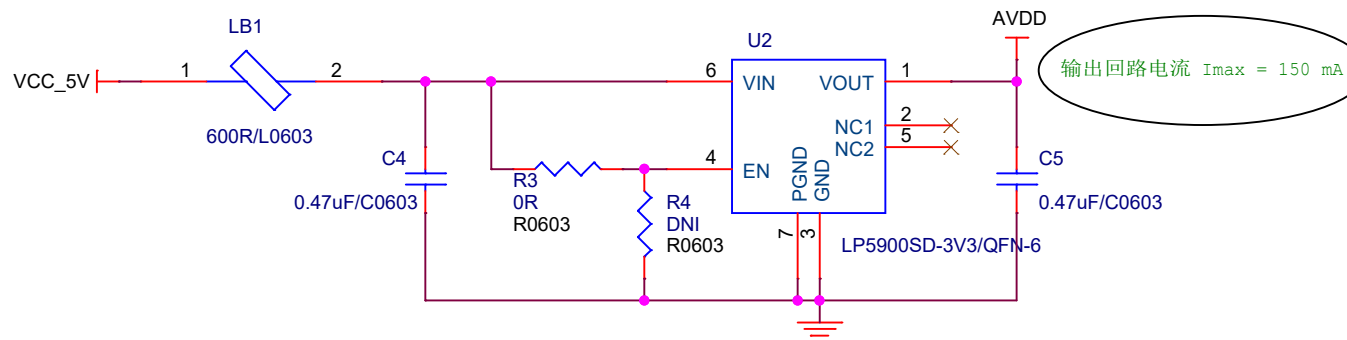 LB1
VCC_5V
1
2
600R/L0603
C4
0.47uF/C0603
R3
0R
R0603
R4
DNI
R0603
U2
6
VIN
4
EN
VOUT
1
NC1
2
NC2
5
PGND
GND
7
3
LP5900SD-3V3/QFN-6
AVDD
C5
0.47uF/C0603
输出回路电流 Imax = 150 mA